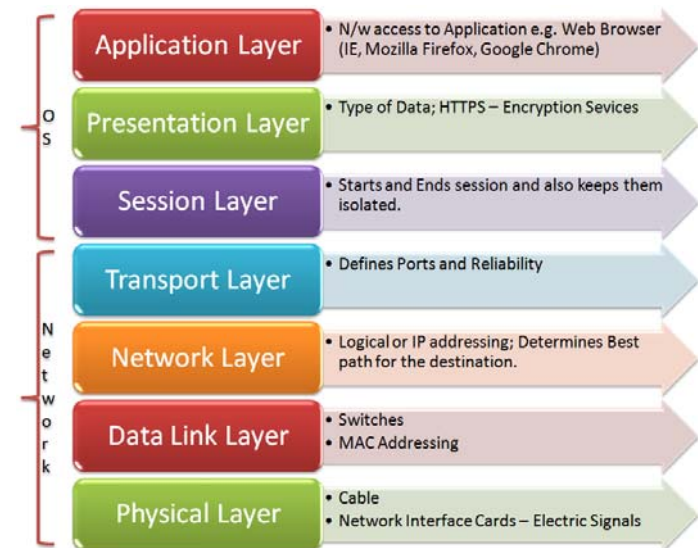 Application Layer
• N/w access to Application e.g. Web Browser
(IE, Mozilla Firefox, Google Chrome)
Presentation Layer
• Type of Data; HTTPS – Encryption Sevices
Session Layer
• Starts and Ends session and also keeps them
isolated.
OS
Transport Layer
• Defines Ports and Reliability
Network Layer
• Logical or IP addressing; Determines Best
path for the destination.
Data Link Layer
• Switches
• MAC Addressing
Physical Layer
• Cable
• Network Interface Cards – Electric Signals
Network